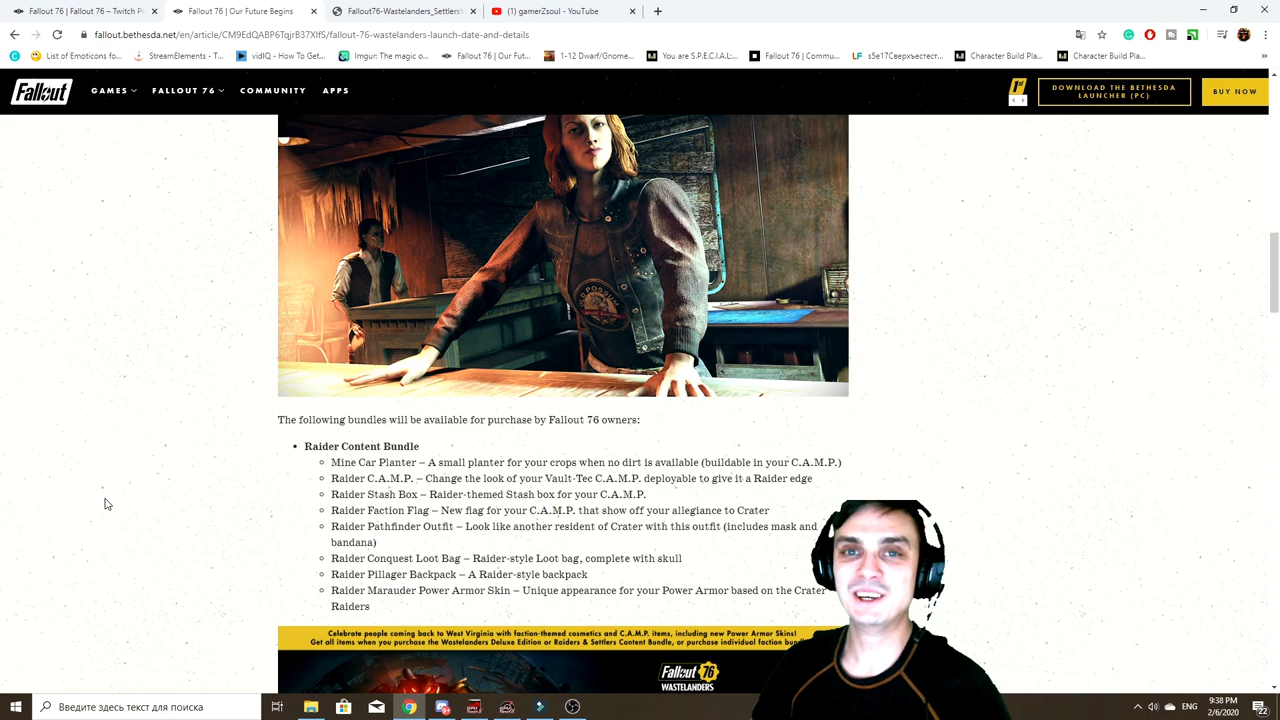 Fallout 76 | Fallout 76 – Twitch P
Fallout 76 | Our Future Begins
Fallout76-Wastelanders_Settlers
(1) gamerZsoul - YouTube
fallout.bethesda.net/en/article/CM9EdQABP6TqjrB37XIfS/fallout-76-wastelanders-launch-date-and-details
List of Emoticons fo...
StreamElements - T...
vidIQ - How To Get...
Imgur: The magic o...
Fallout 76 | Our Fut...
1-12 Dwarf/Gnome...
You are S.P.E.C.I.A.L:...
Fallout 76 | Commu...
s5e17Сверхъестест...
Character Build Pla...
Character Build Pla...
Fallout
GAMES
FALLOUT 76
COMMUNITY
APPS
1st
DOWNLOAD THE BETHESDA
LAUNCHER (PC)
BUY NOW
The following bundles will be available for purchase by Fallout 76 owners:
Raider Content Bundle
Mine Car Planter – A small planter for your crops when no dirt is available (buildable in your C.A.M.P.)
Raider C.A.M.P. – Change the look of your Vault-Tec C.A.M.P. deployable to give it a Raider edge
Raider Stash Box – Raider-themed Stash box for your C.A.M.P.
Raider Faction Flag – New flag for your C.A.M.P. that show off your allegiance to Crater
Raider Pathfinder Outfit – Look like another resident of Crater with this outfit (includes mask and
bandana)
Raider Conquest Loot Bag – Raider-style Loot bag, complete with skull
Raider Pillager Backpack – A Raider-style backpack
Raider Marauder Power Armor Skin – Unique appearance for your Power Armor based on the Crater
Raiders
Celebrate people coming back to West Virginia with faction-themed cosmetics and C.A.M.P. items, including new Power Armor Skins!
Get all items when you purchase the Wastelanders Deluxe Edition or Raiders & Settlers Content Bundle, or purchase individual faction
Fallout 76
WASTELANDERS
Введите здесь текст для поиска
ENG
9:38 PM
2/6/2020
22